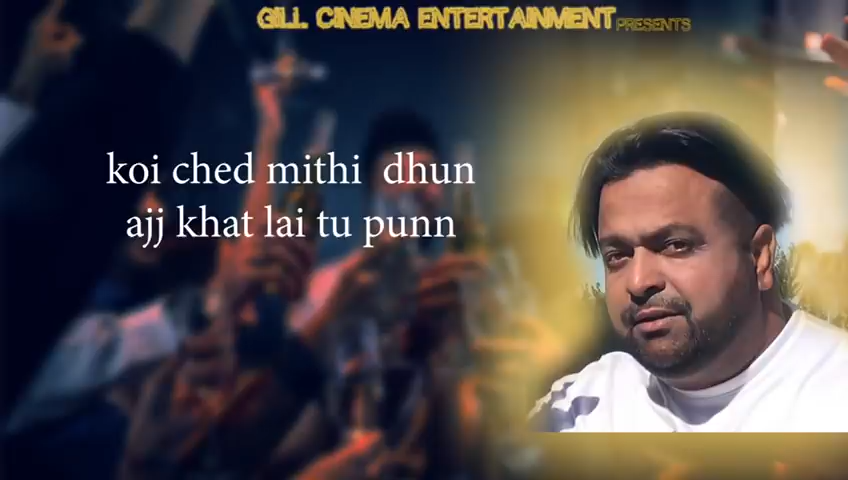 GILL CINEMA ENTERTAINMENT PRESENTS
koi ched mithi dhun
ajj khat lai tu punn